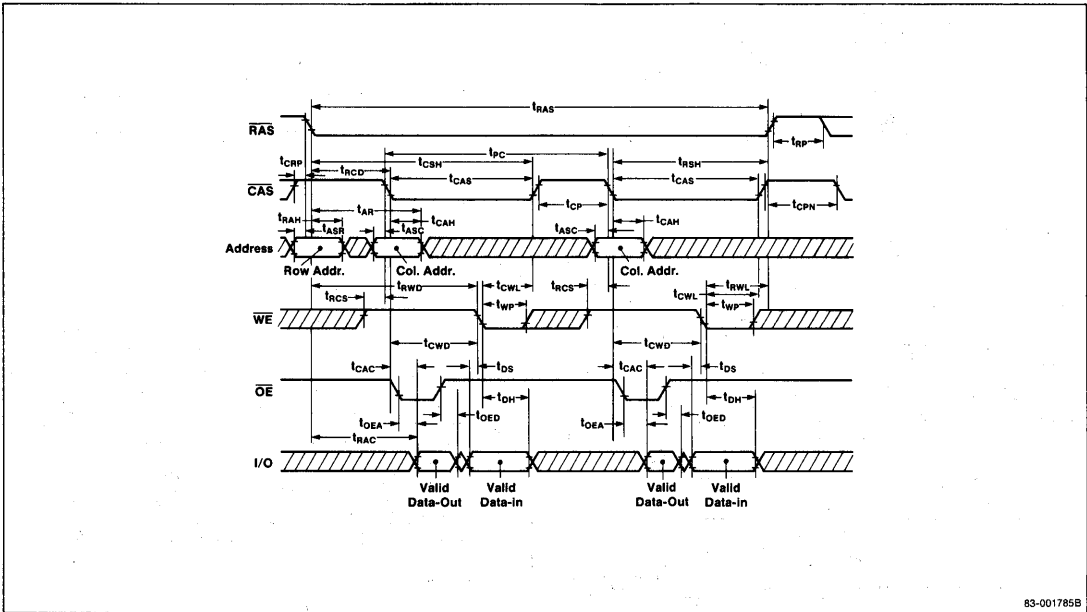 tRAS
RAS
tRP
tPC
tCRP
tRCD
tCSH
tRSH
CAS
tCAS
tCAS
tCP
tCPN
tAR
tRAH
tASR
tASC
tCAH
tASC
tCAH
Address
Row Addr.
Col. Addr.
Col. Addr.
tRWD
tCWL
tRCS
tRWL
tRCS
tWP
tCWL
tWP
WE
tCWD
tCWD
tCAC
tDS
tCAC
tDS
OE
tOEA
tOED
tDH
tOEA
tOED
tDH
tRAC
I/O
Valid Data-Out
Valid Data-in
Valid Data-Out
Valid Data-in
83-001785B